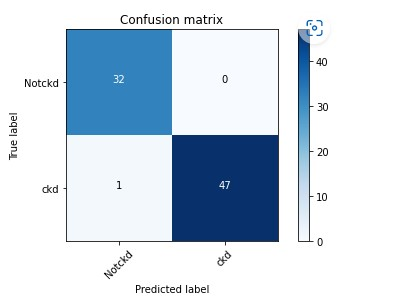 Confusion matrix
Notckd
32
0
40
30
20
10
0
ckd
1
47
True label
Notckd
ckd
Predicted label